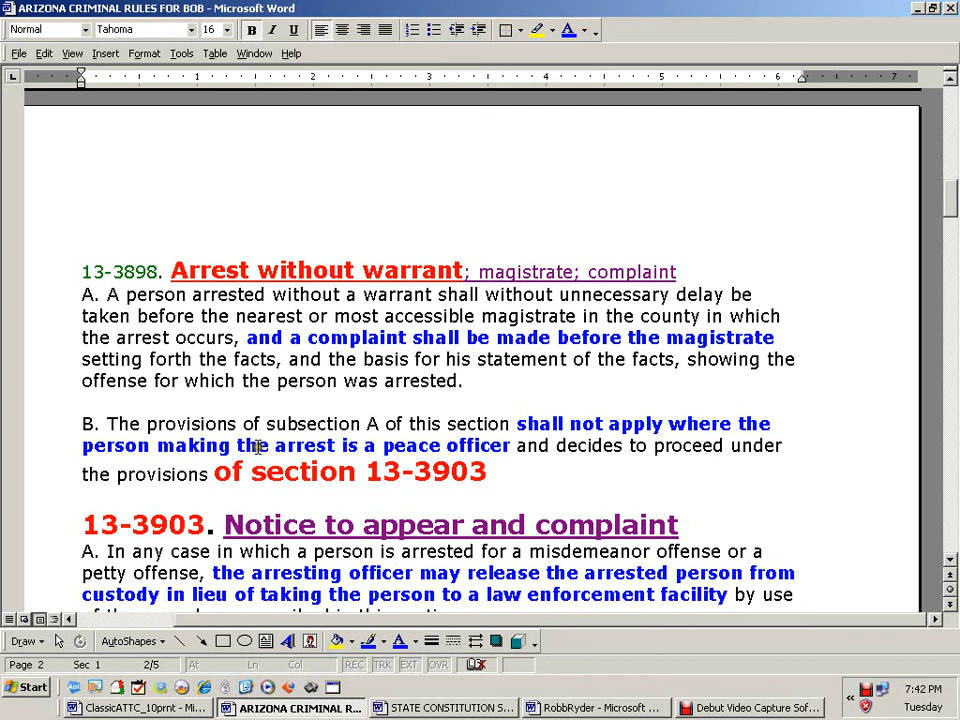 ARIZONA CRIMINAL RULES FOR BOB - Microsoft Word
Normal Tahoma 16 B I U A
File Edit View Insert Format Tools Table Window Help
1 2 3 4 5 6 7
13-3898. Arrest without warrant; magistrate; complaint
A. A person arrested without a warrant shall without unnecessary delay be
taken before the nearest or most accessible magistrate in the county in which
the arrest occurs, and a complaint shall be made before the magistrate
setting forth the facts, and the basis for his statement of the facts, showing the
offense for which the person was arrested.
B. The provisions of subsection A of this section shall not apply where the
person making the arrest is a peace officer and decides to proceed under
the provisions of section 13-3903
13-3903. Notice to appear and complaint
A. In any case in which a person is arrested for a misdemeanor offense or a
petty offense, the arresting officer may release the arrested person from
custody in lieu of taking the person to a law enforcement facility by use
Draw AutoShapes A
Page 2 Sec 1 2/5 At Ln Col REC TRK EXT OVR
Start 7:42 PM
ClassicATTC_10prnt - Mi... ARIZONA CRIMINAL R... STATE CONSTITUTION S... RobbRyder - Microsoft ... Debut Video Capture Sof... Tuesday